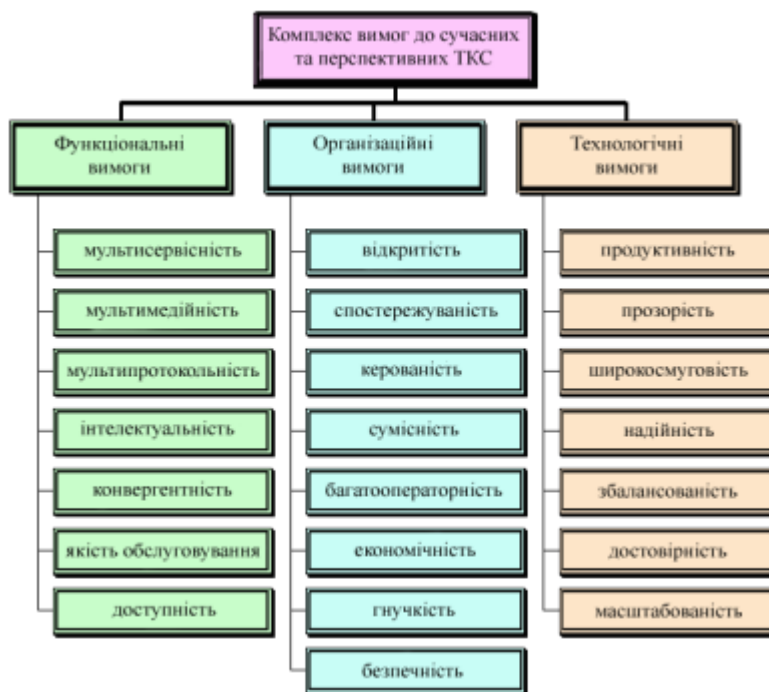 Комплекс вимог до сучасних
та перспективних ТКС
Функціональні
вимоги
мультисервісність
мультимедійність
мультипротокольність
інтелектуальність
конвергентність
якість обслуговування
доступність
Організаційні
вимоги
відкритість
спостережуваність
керованість
сумісність
багатооператорність
економічність
гнучкість
безпечність
Технологічні
вимоги
продуктивність
прозорість
широкосмуговість
надійність
збалансованість
достовірність
масштабованість